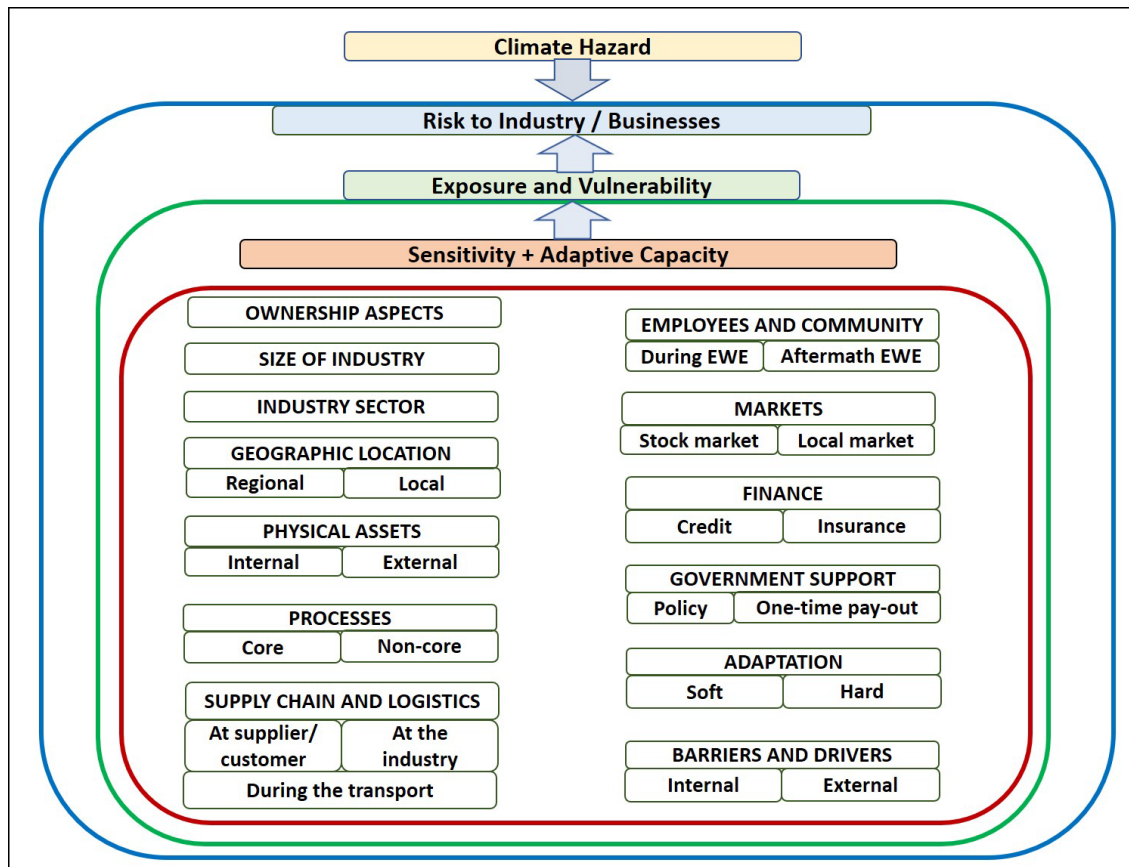 Climate Hazard
Risk to Industry / Businesses
Exposure and Vulnerability
Sensitivity + Adaptive Capacity
OWNERSHIP ASPECTS
SIZE OF INDUSTRY
INDUSTRY SECTOR
GEOGRAPHIC LOCATION
Regional
Local
PHYSICAL ASSETS
Internal
External
PROCESSES
Core
Non-core
SUPPLY CHAIN AND LOGISTICS
At supplier/
customer
At the
industry
During the transport
EMPLOYEES AND COMMUNITY
During EWE
Aftermath EWE
MARKETS
Stock market
Local market
FINANCE
Credit
Insurance
GOVERNMENT SUPPORT
Policy
One-time pay-out
ADAPTATION
Soft
Hard
BARRIERS AND DRIVERS
Internal
External